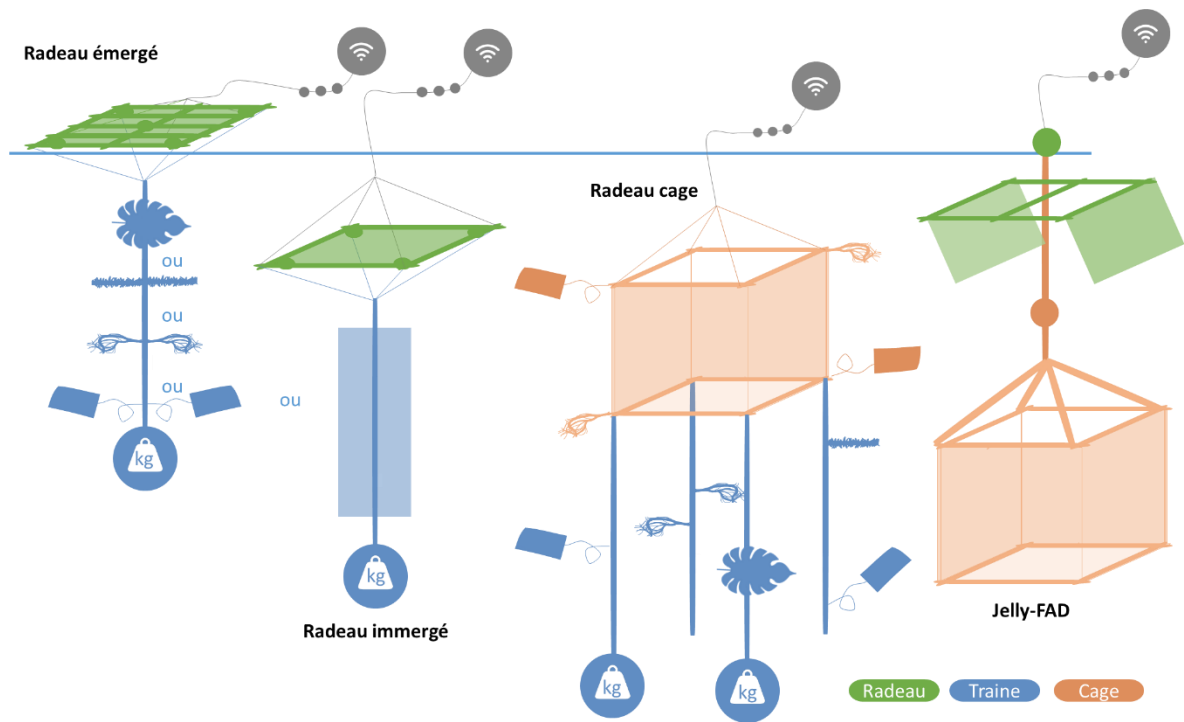 Radeau émergé
Radeau cage
ou
ou
ou
ou
kg
kg
Radeau immergé
Jelly-FAD
kg
kg
Radeau
Traine
Cage